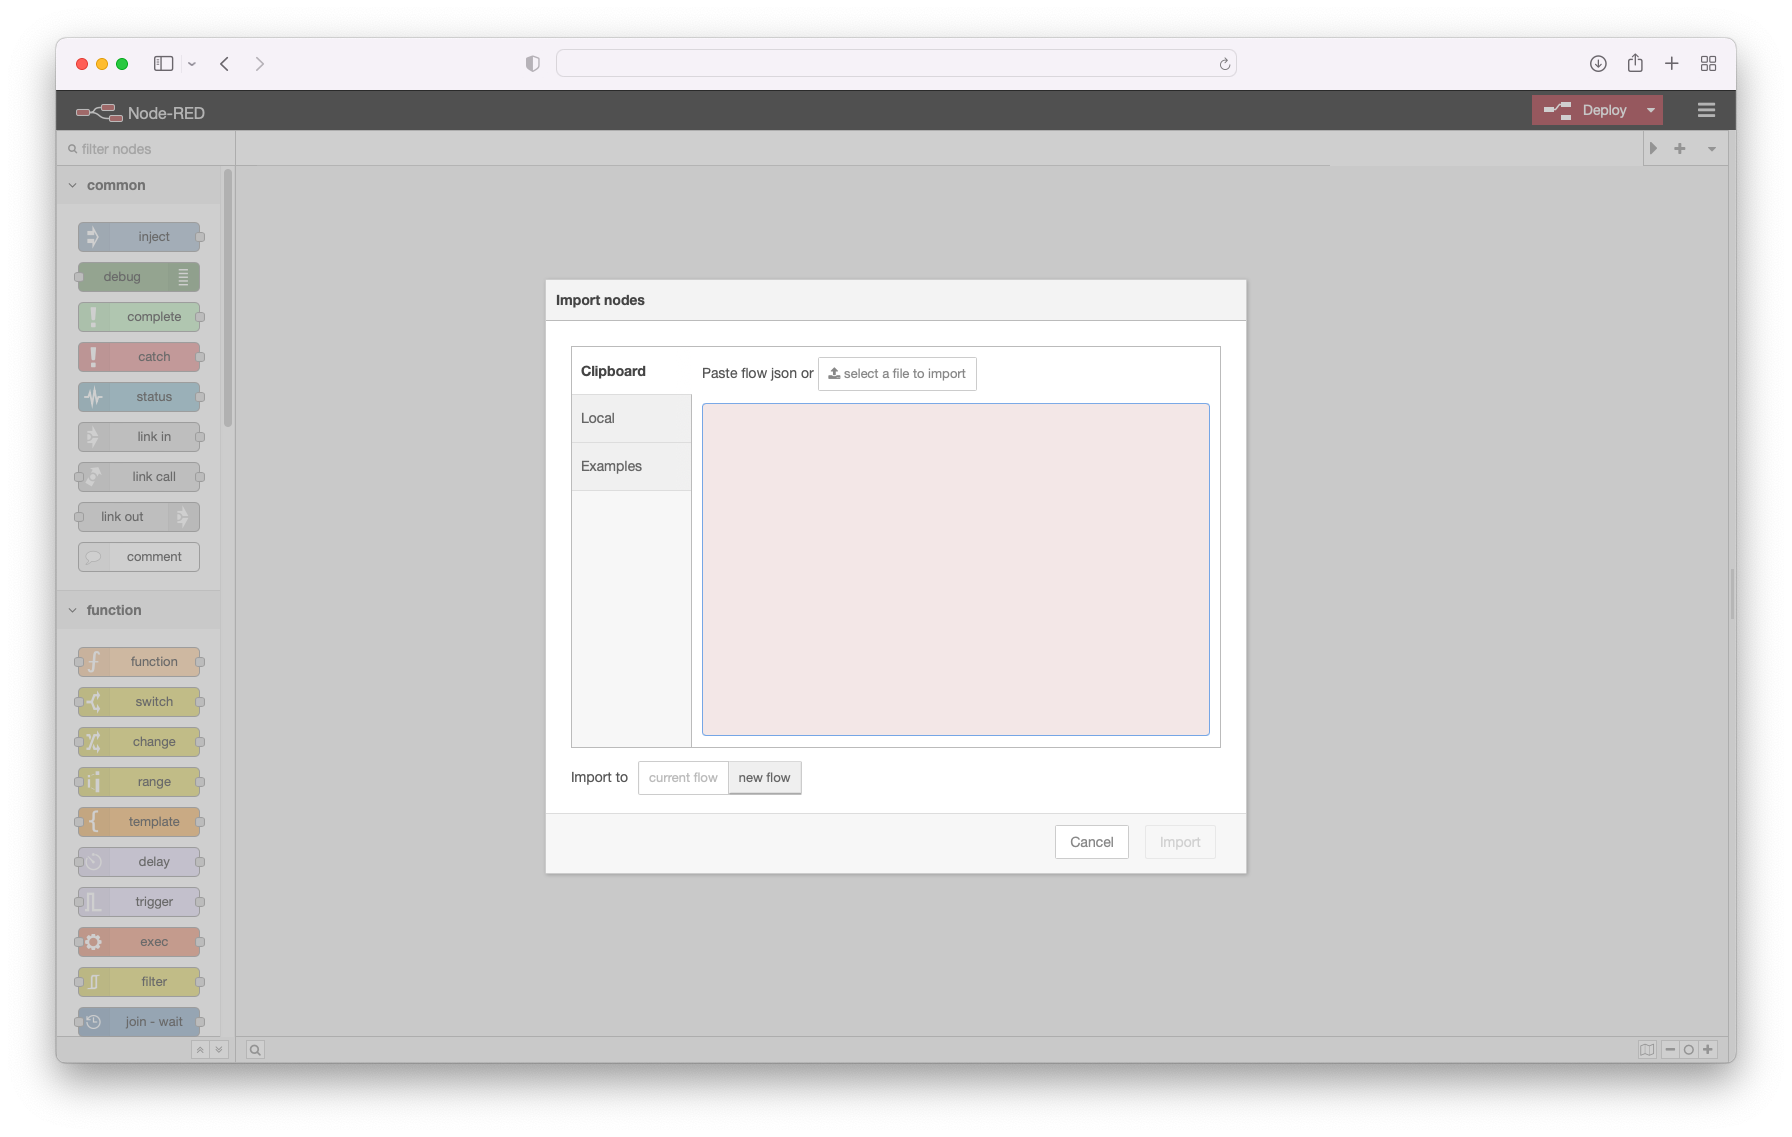 Node-RED
Deploy
filter nodes
common
inject
debug
complete
catch
status
link in
link call
link out
comment
function
function
switch
change
range
template
delay
trigger
exec
filter
join - wait
Import nodes
Clipboard
Local
Examples
Paste flow json or select a file to import
Import to current flow new flow
Cancel Import